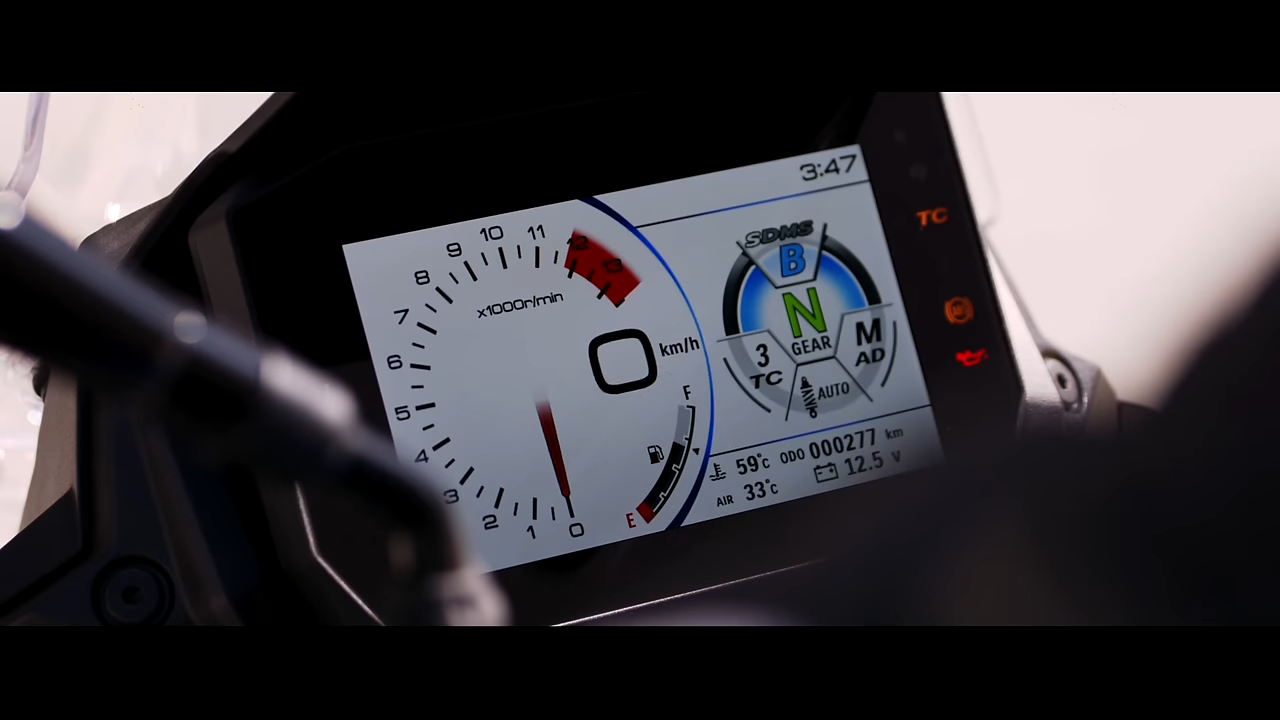 3:47
TC
SDMS
B
N
GEAR
M
AD
3
TC
AUTO
0
1
2
3
4
5
6
7
8
9
10
11
12
13
x1000r/min
0 km/h
F
E
59°C ODO 000277 km
AIR 33°C 12.5 V